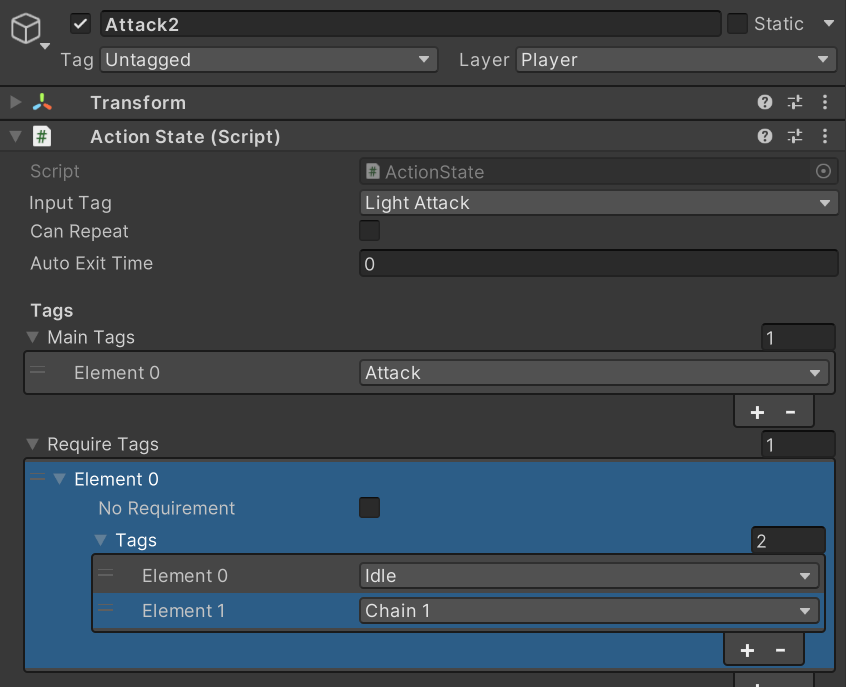 Attack2 Static
Tag Untagged Layer Player
Transform
# Action State (Script)
Script # ActionState
Input Tag Light Attack
Can Repeat
Auto Exit Time 0
Tags
Main Tags 1
Element 0 Attack
+ -
Require Tags 1
Element 0
No Requirement
Tags 2
Element 0 Idle
Element 1 Chain 1
+ -